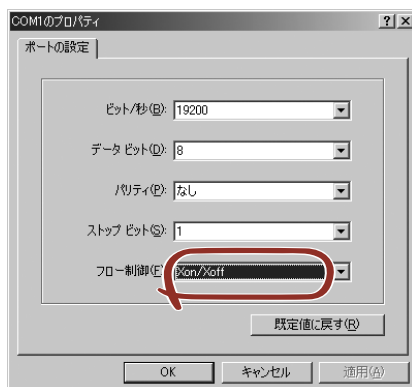 COM1のプロパティ
ポートの設定
ビット/秒(B): 19200
データ ビット(D): 8
パリティ(P): なし
ストップ ビット(S): 1
フロー制御(F): Xon/Xoff
既定値に戻す(R)
OK キャンセル 適用(A)